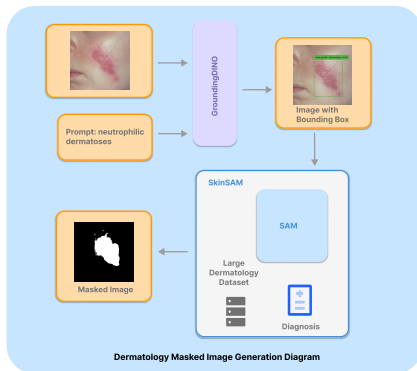 GroundingDINO
Prompt: neutrophilic
dermatoses
Image with
Bounding Box
SkinSAM
SAM
Large
Dermatology
Dataset
Diagnosis
Masked Image
Dermatology Masked Image Generation Diagram